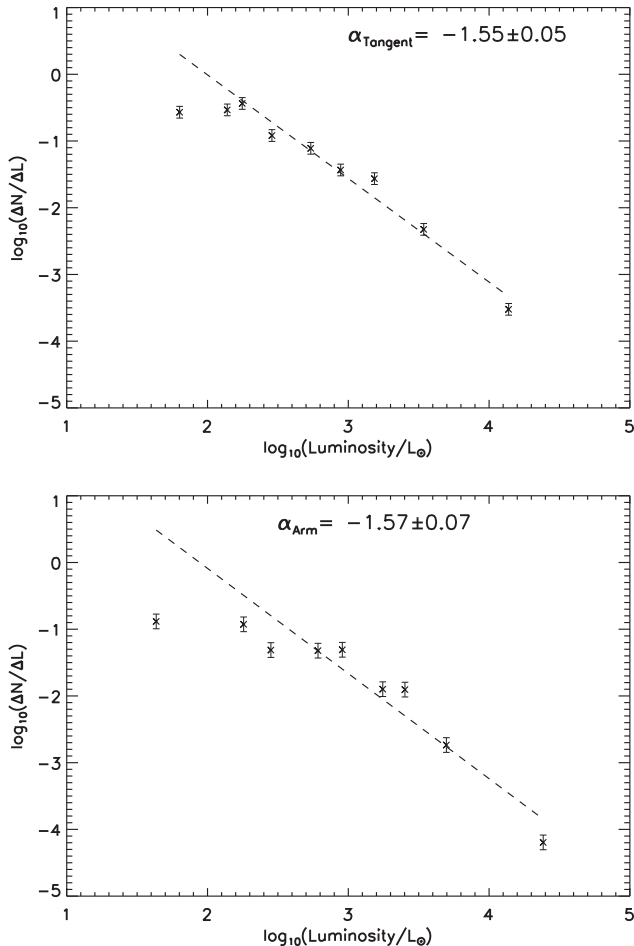 α_Tangent = −1.55±0.05
1
0
−1
−2
−3
−4
−5
log₁₀(ΔN/ΔL)
1 2 3 4 5
log₁₀(Luminosity/L☉)
α_Arm = −1.57±0.07
1
0
−1
−2
−3
−4
−5
log₁₀(ΔN/ΔL)
1 2 3 4 5
log₁₀(Luminosity/L☉)